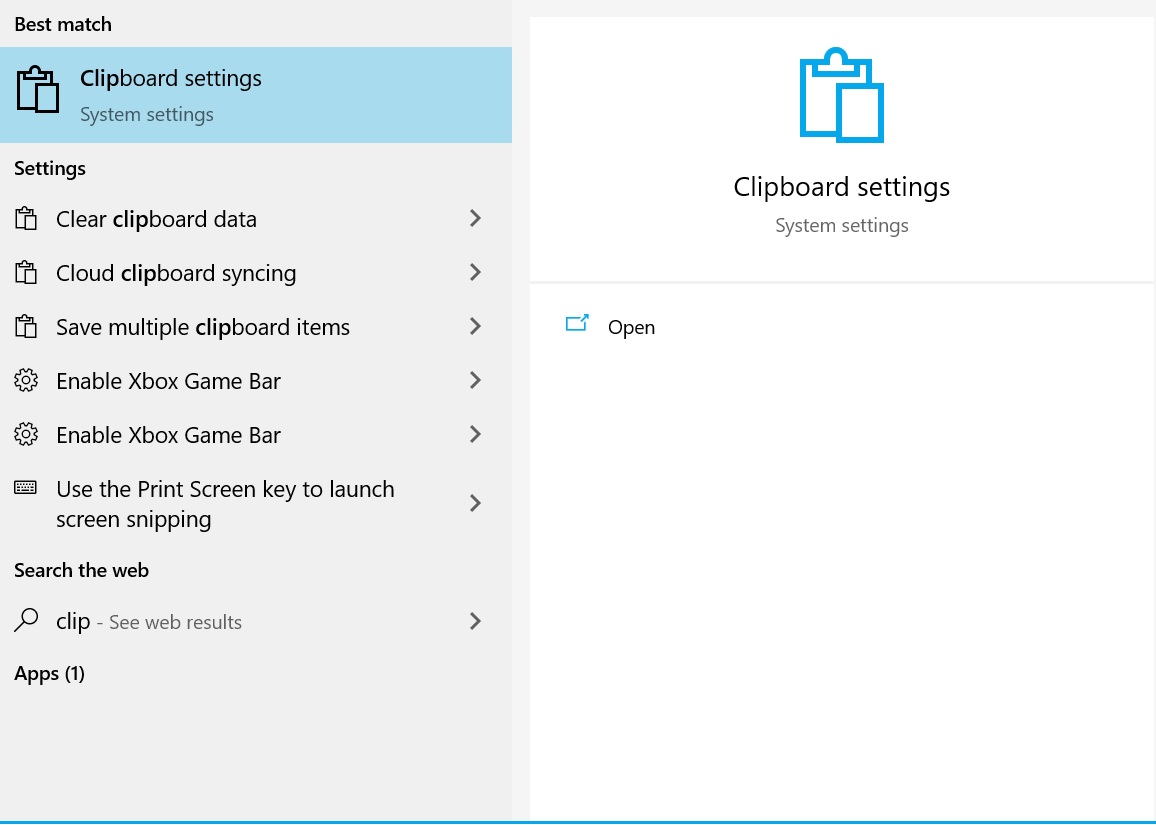 Best match
Clipboard settings
System settings
Settings
Clear clipboard data
Cloud clipboard syncing
Save multiple clipboard items
Enable Xbox Game Bar
Enable Xbox Game Bar
Use the Print Screen key to launch
screen snipping
Search the web
clip - See web results
Apps (1)
Clipboard settings
System settings
Open